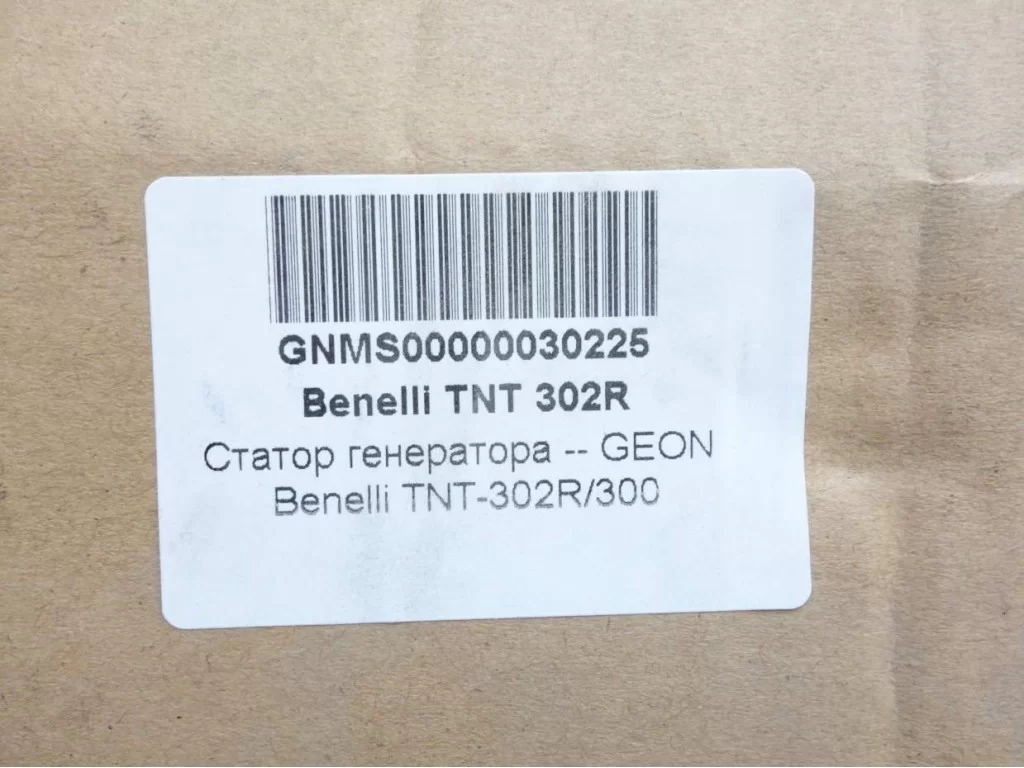 GNMS00000030225
Benelli TNT 302R
Статор генератора -- GEON
Benelli TNT-302R/300